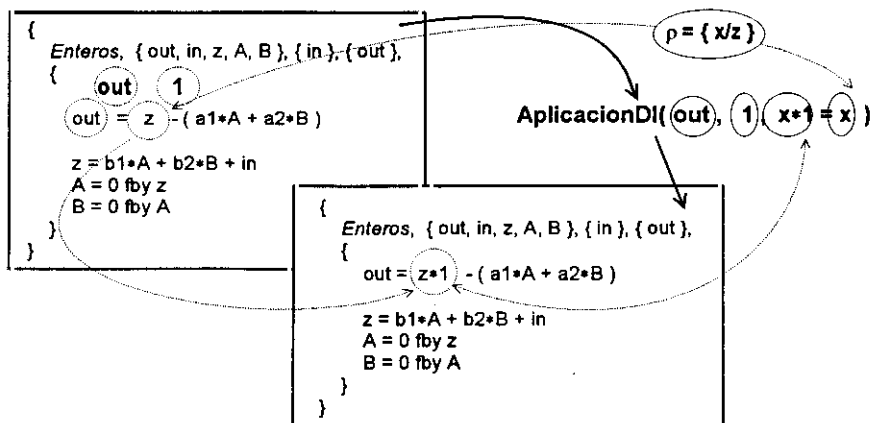 {
Enteros, { out, in, z, A, B }, { in }, { out },
{
out 1
out = z - ( a1*A + a2*B )
z = b1*A + b2*B + in
A = 0 fby z
B = 0 fby A
}
}
ρ = { x/z }
AplicacionDI( out, 1, x*1 = x )
{
Enteros, { out, in, z, A, B }, { in }, { out },
{
out = z*1 - ( a1*A + a2*B )
z = b1*A + b2*B + in
A = 0 fby z
B = 0 fby A
}
}